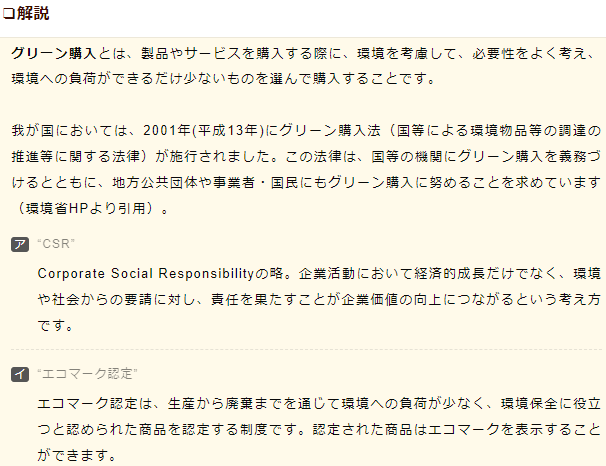 ❏解説
グリーン購入とは、製品やサービスを購入する際に、環境を考慮して、必要性をよく考え、
環境への負荷ができるだけ少ないものを選んで購入することです。
我が国においては、2001年(平成13年)にグリーン購入法（国等による環境物品等の調達の
推進等に関する法律）が施行されました。この法律は、国等の機関にグリーン購入を義務づ
けるとともに、地方公共団体や事業者・国民にもグリーン購入に努めることを求めています
（環境省HPより引用）。
ア “CSR”
Corporate Social Responsibilityの略。企業活動において経済的成長だけでなく、環境
や社会からの要請に対し、責任を果たすことが企業価値の向上につながるという考え方
です。
イ “エコマーク認定”
エコマーク認定は、生産から廃棄までを通じて環境への負荷が少なく、環境保全に役立
つと認められた商品を認定する制度です。認定された商品はエコマークを表示すること
ができます。